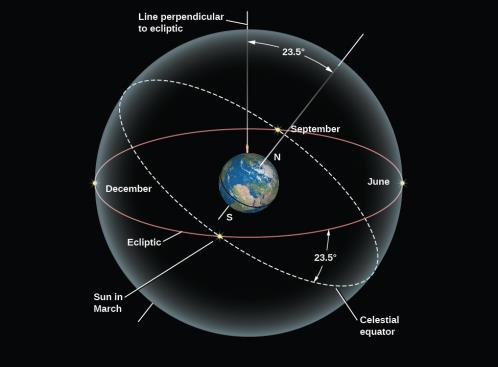 Line perpendicular
to ecliptic
23.5°
September
N
December
June
S
Ecliptic
23.5°
Sun in
March
Celestial
equator